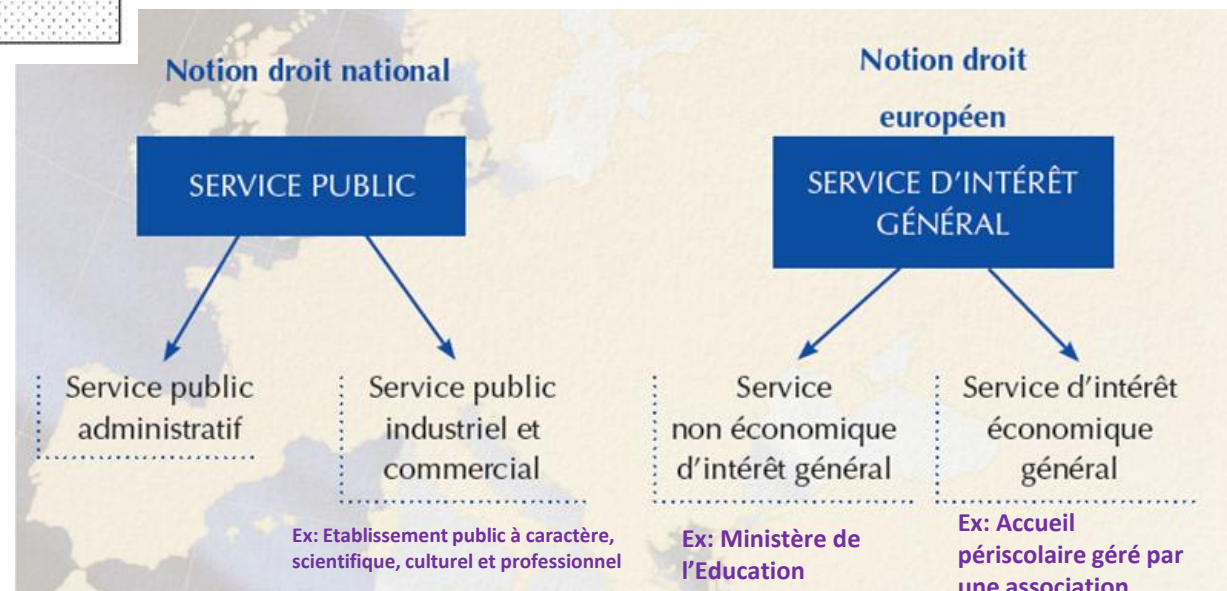 Notion droit national
SERVICE PUBLIC
Service public
administratif
Service public
industriel et
commercial
Ex: Etablissement public à caractère,
scientifique, culturel et professionnel
Notion droit
européen
SERVICE D'INTÉRÊT
GÉNÉRAL
Service
non économique
d'intérêt général
Ex: Ministère de
l'Education
Service d'intérêt
économique
général
Ex: Accueil
périscolaire géré par
une association